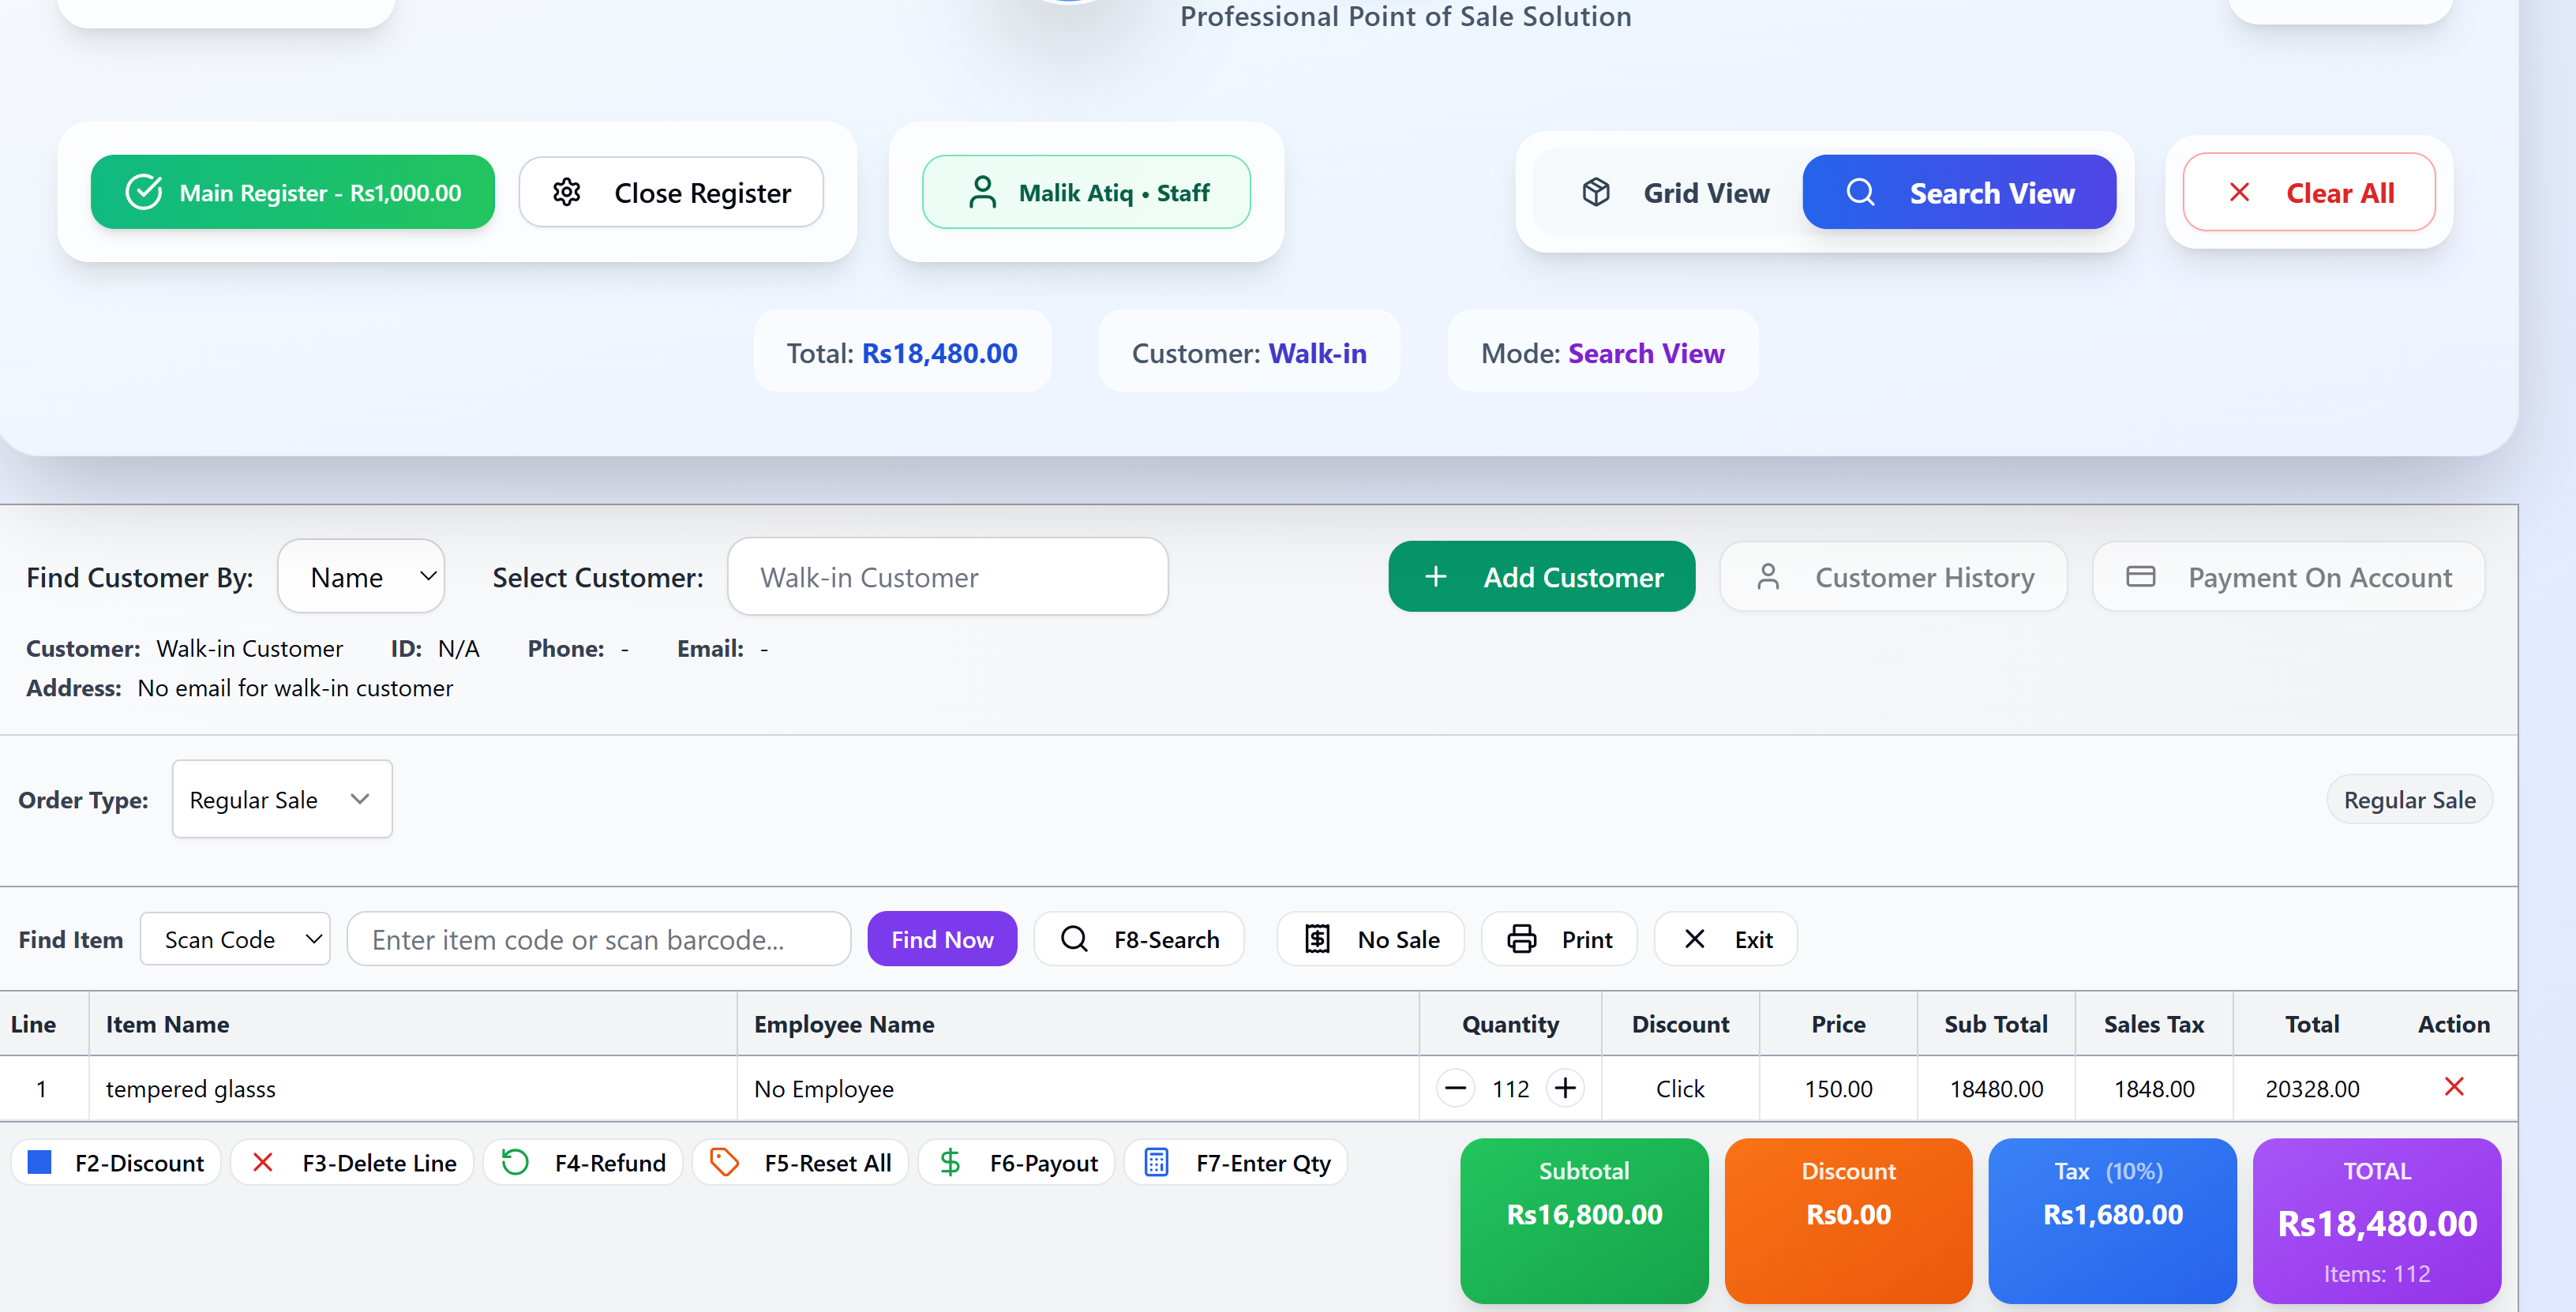 Professional Point of Sale Solution
Main Register - Rs1,000.00
Close Register
Malik Atiq • Staff
Grid View
Search View
Clear All
Total: Rs18,480.00
Customer: Walk-in
Mode: Search View
Find Customer By: Name
Select Customer: Walk-in Customer
Add Customer
Customer History
Payment On Account
Customer: Walk-in Customer ID: N/A Phone: - Email: -
Address: No email for walk-in customer
Order Type: Regular Sale
Regular Sale
Find Item Scan Code Enter item code or scan barcode... Find Now F8-Search No Sale Print Exit
Line Item Name Employee Name Quantity Discount Price Sub Total Sales Tax Total Action
1 tempered glasss No Employee 112 Click 150.00 18480.00 1848.00 20328.00
F2-Discount F3-Delete Line F4-Refund F5-Reset All F6-Payout F7-Enter Qty
Subtotal
Rs16,800.00
Discount
Rs0.00
Tax (10%)
Rs1,680.00
TOTAL
Rs18,480.00
Items: 112